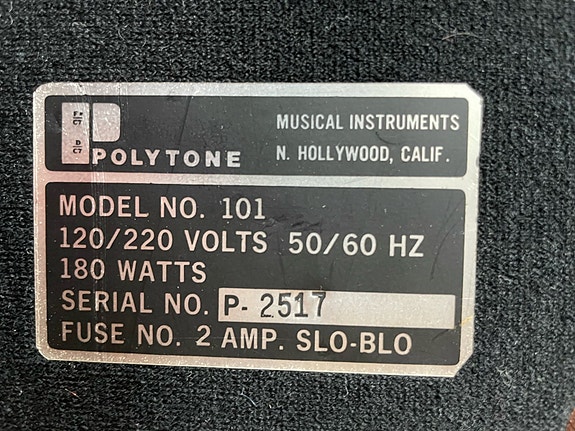 POLYTONE
MUSICAL INSTRUMENTS
N. HOLLYWOOD, CALIF.
MODEL NO. 101
120/220 VOLTS 50/60 HZ
180 WATTS
SERIAL NO. P-2517
FUSE NO. 2 AMP. SLO-BLO